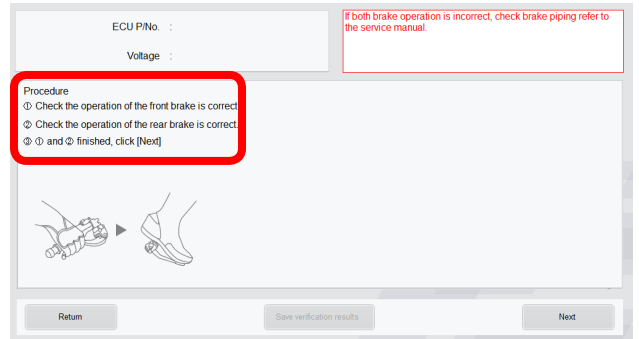 ECU P/No. :
If both brake operation is incorrect, check brake piping refer to
the service manual.
Voltage :
Procedure
① Check the operation of the front brake is correct.
② Check the operation of the rear brake is correct.
③ ① and ② finished, click [Next]
Return
Save verification results
Next